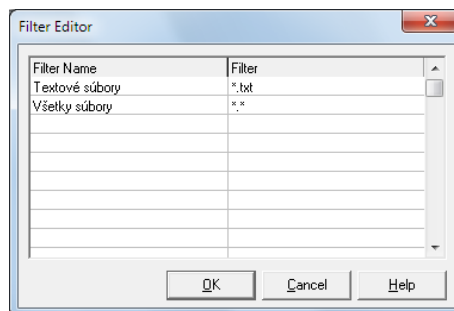 Filter Editor
Filter Name Filter
Textové súbory *.txt
Všetky súbory *.*
OK Cancel Help